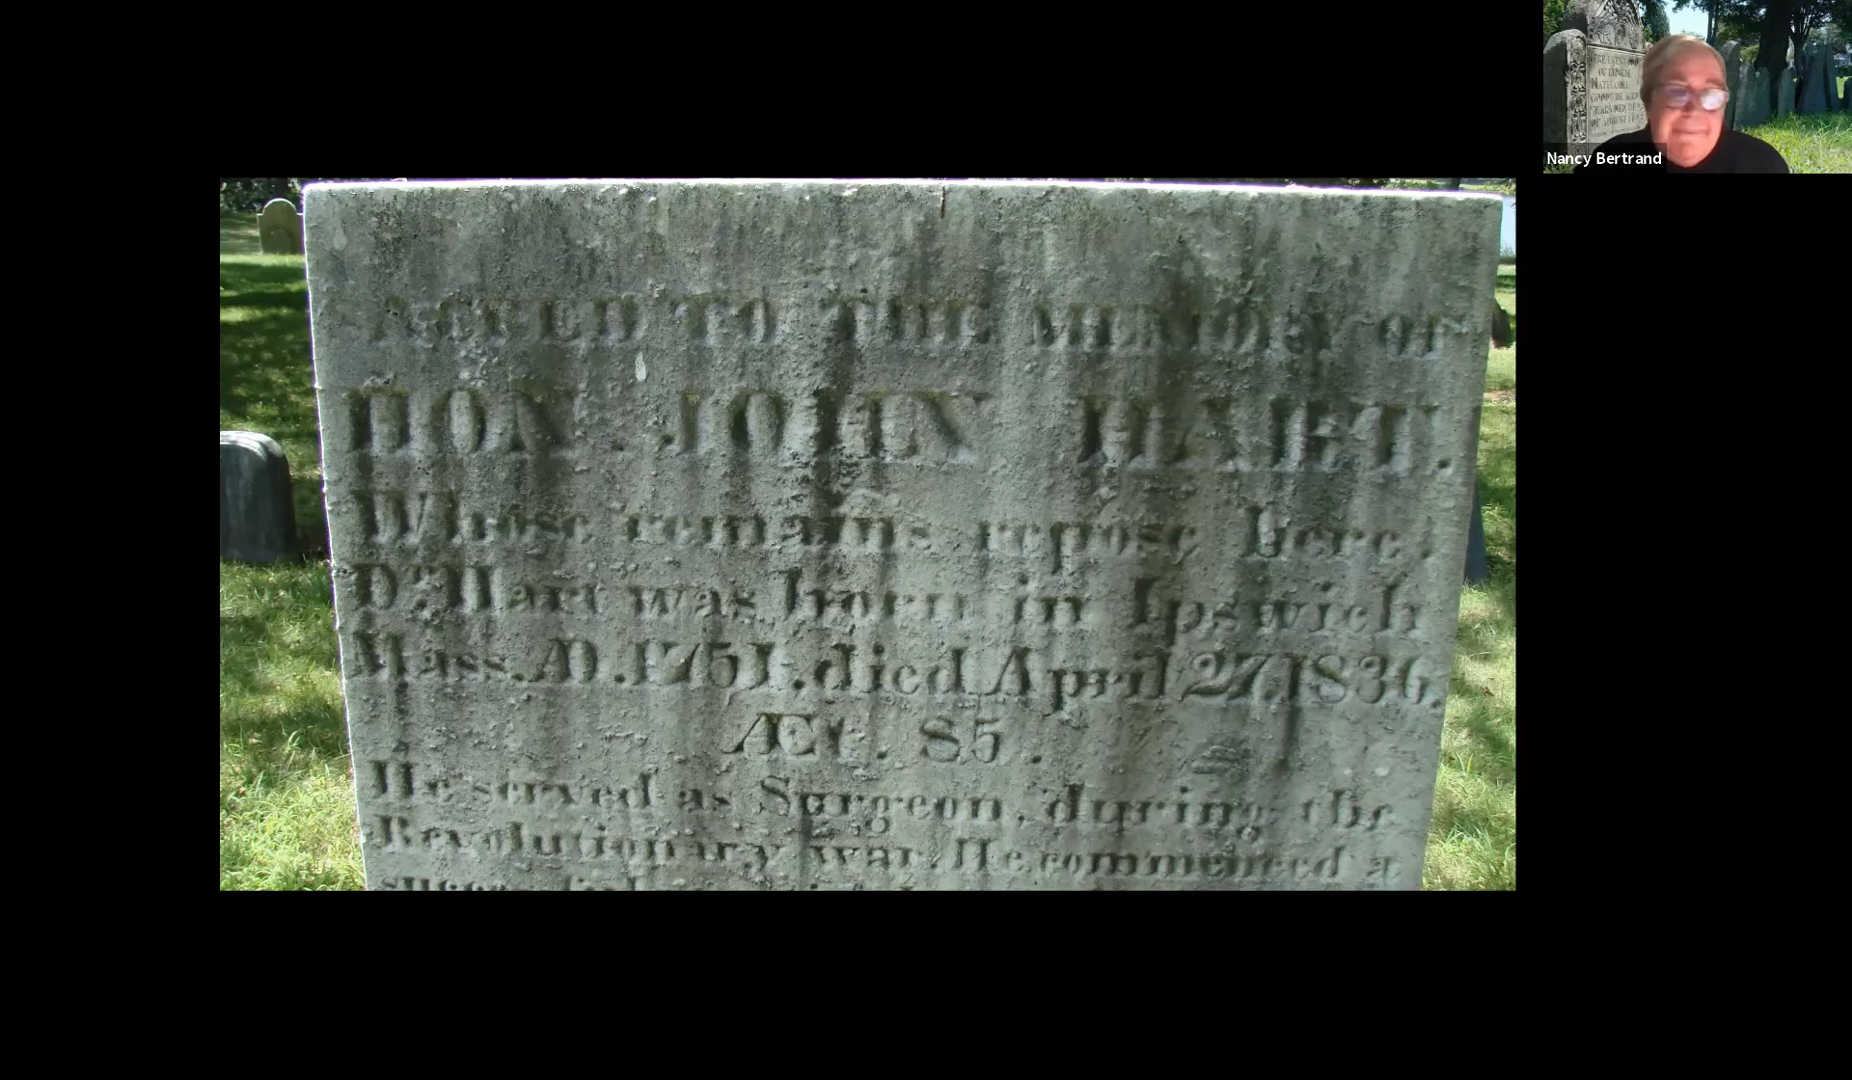 SACRED TO THE MEMORY OF
HON. JOHN HART.
Whose remains repose here.
Dr. Hart was born in Ipswich
Mass. AD. 1751. died April 27, 1836.
ÆT. 85.
He served as Surgeon, during the
Revolutionary war. He commenced a
Nancy Bertrand